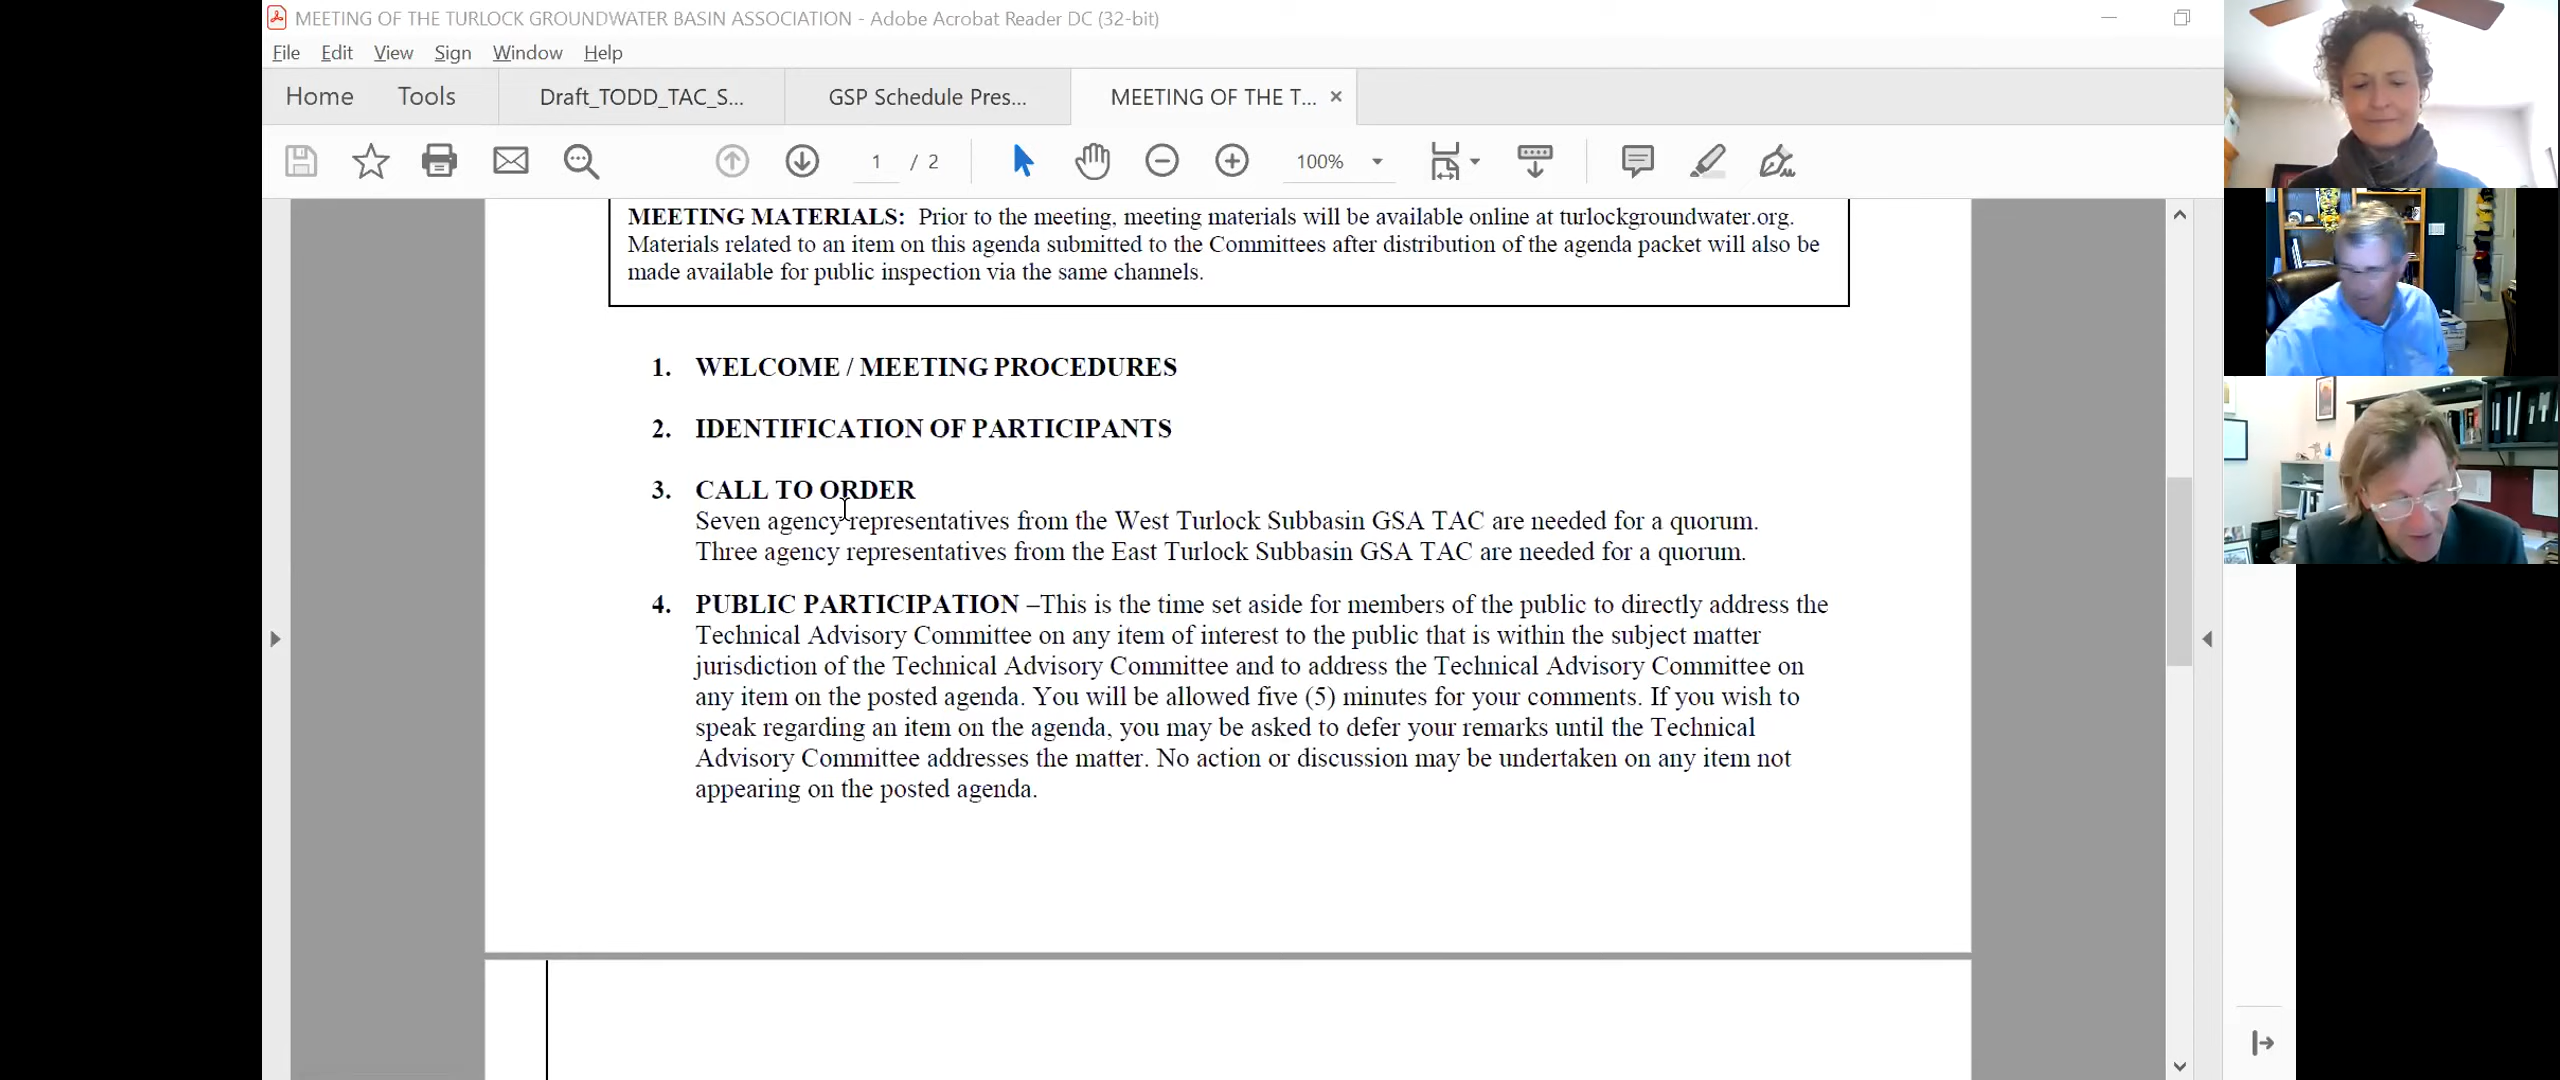 MEETING OF THE TURLOCK GROUNDWATER BASIN ASSOCIATION - Adobe Acrobat Reader DC (32-bit)
File Edit View Sign Window Help
Home Tools Draft_TODD_TAC_S... GSP Schedule Pres... MEETING OF THE T... ×
1 / 2 100%
MEETING MATERIALS: Prior to the meeting, meeting materials will be available online at turlockgroundwater.org.
Materials related to an item on this agenda submitted to the Committees after distribution of the agenda packet will also be
made available for public inspection via the same channels.
1. WELCOME / MEETING PROCEDURES
2. IDENTIFICATION OF PARTICIPANTS
3. CALL TO ORDER
Seven agency representatives from the West Turlock Subbasin GSA TAC are needed for a quorum.
Three agency representatives from the East Turlock Subbasin GSA TAC are needed for a quorum.
4. PUBLIC PARTICIPATION –This is the time set aside for members of the public to directly address the
Technical Advisory Committee on any item of interest to the public that is within the subject matter
jurisdiction of the Technical Advisory Committee and to address the Technical Advisory Committee on
any item on the posted agenda. You will be allowed five (5) minutes for your comments. If you wish to
speak regarding an item on the agenda, you may be asked to defer your remarks until the Technical
Advisory Committee addresses the matter. No action or discussion may be undertaken on any item not
appearing on the posted agenda.